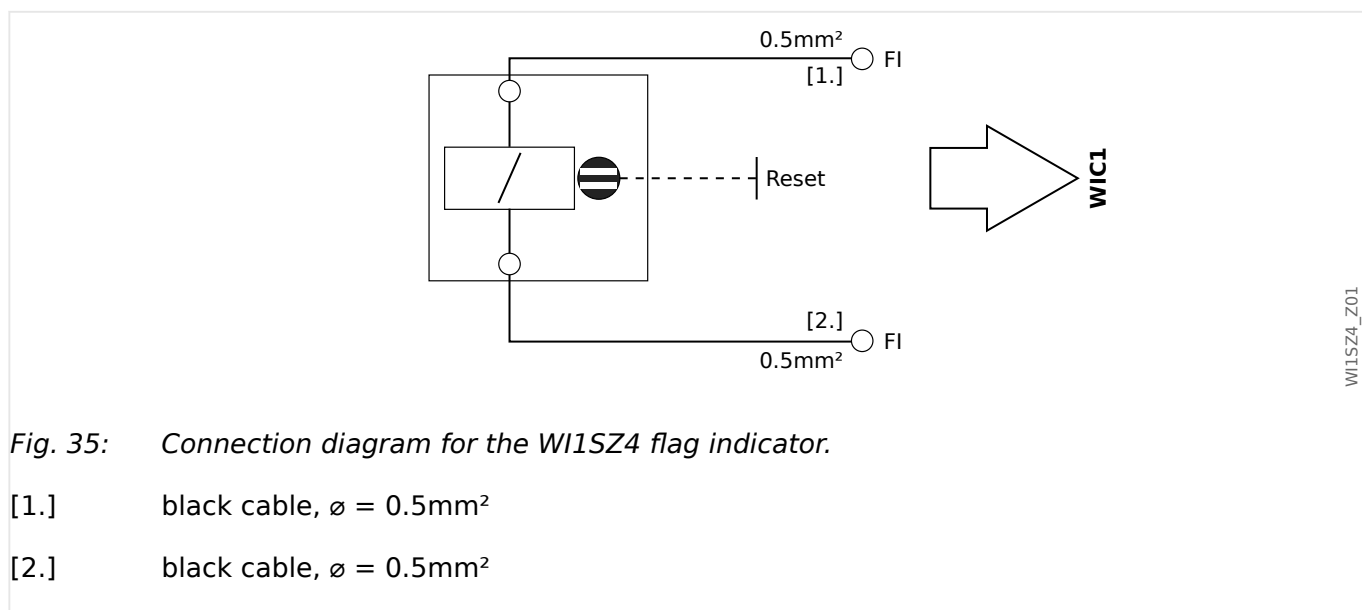 0.5mm²
FI
[1.]
Reset
WIC1
[2.]
FI
0.5mm²
WI1SZ4_Z01
Fig. 35: Connection diagram for the WI1SZ4 flag indicator.
[1.] black cable, ⌀ = 0.5mm²
[2.] black cable, ⌀ = 0.5mm²